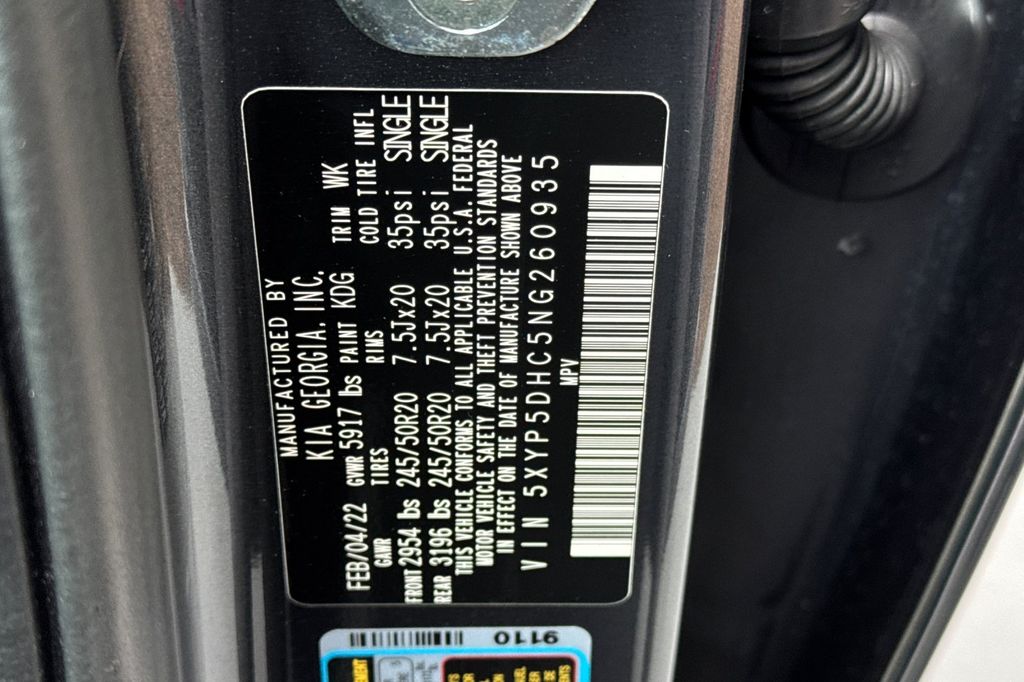 MANUFACTURED BY
KIA GEORGIA, INC.
FEB/04/22 GVWR 5917 lbs PAINT KDG TRIM WK
GAWR TIRES RIMS COLD TIRE INFL
FRONT 2954 lbs 245/50R20 7.5Jx20 35psi SINGLE
REAR 3196 lbs 245/50R20 7.5Jx20 35psi SINGLE
THIS VEHICLE CONFORMS TO ALL APPLICABLE U.S.A. FEDERAL
MOTOR VEHICLE SAFETY AND THEFT PREVENTION STANDARDS
IN EFFECT ON THE DATE OF MANUFACTURE SHOWN ABOVE
VIN 5XYP5DHC5NG260935
MPV
9110